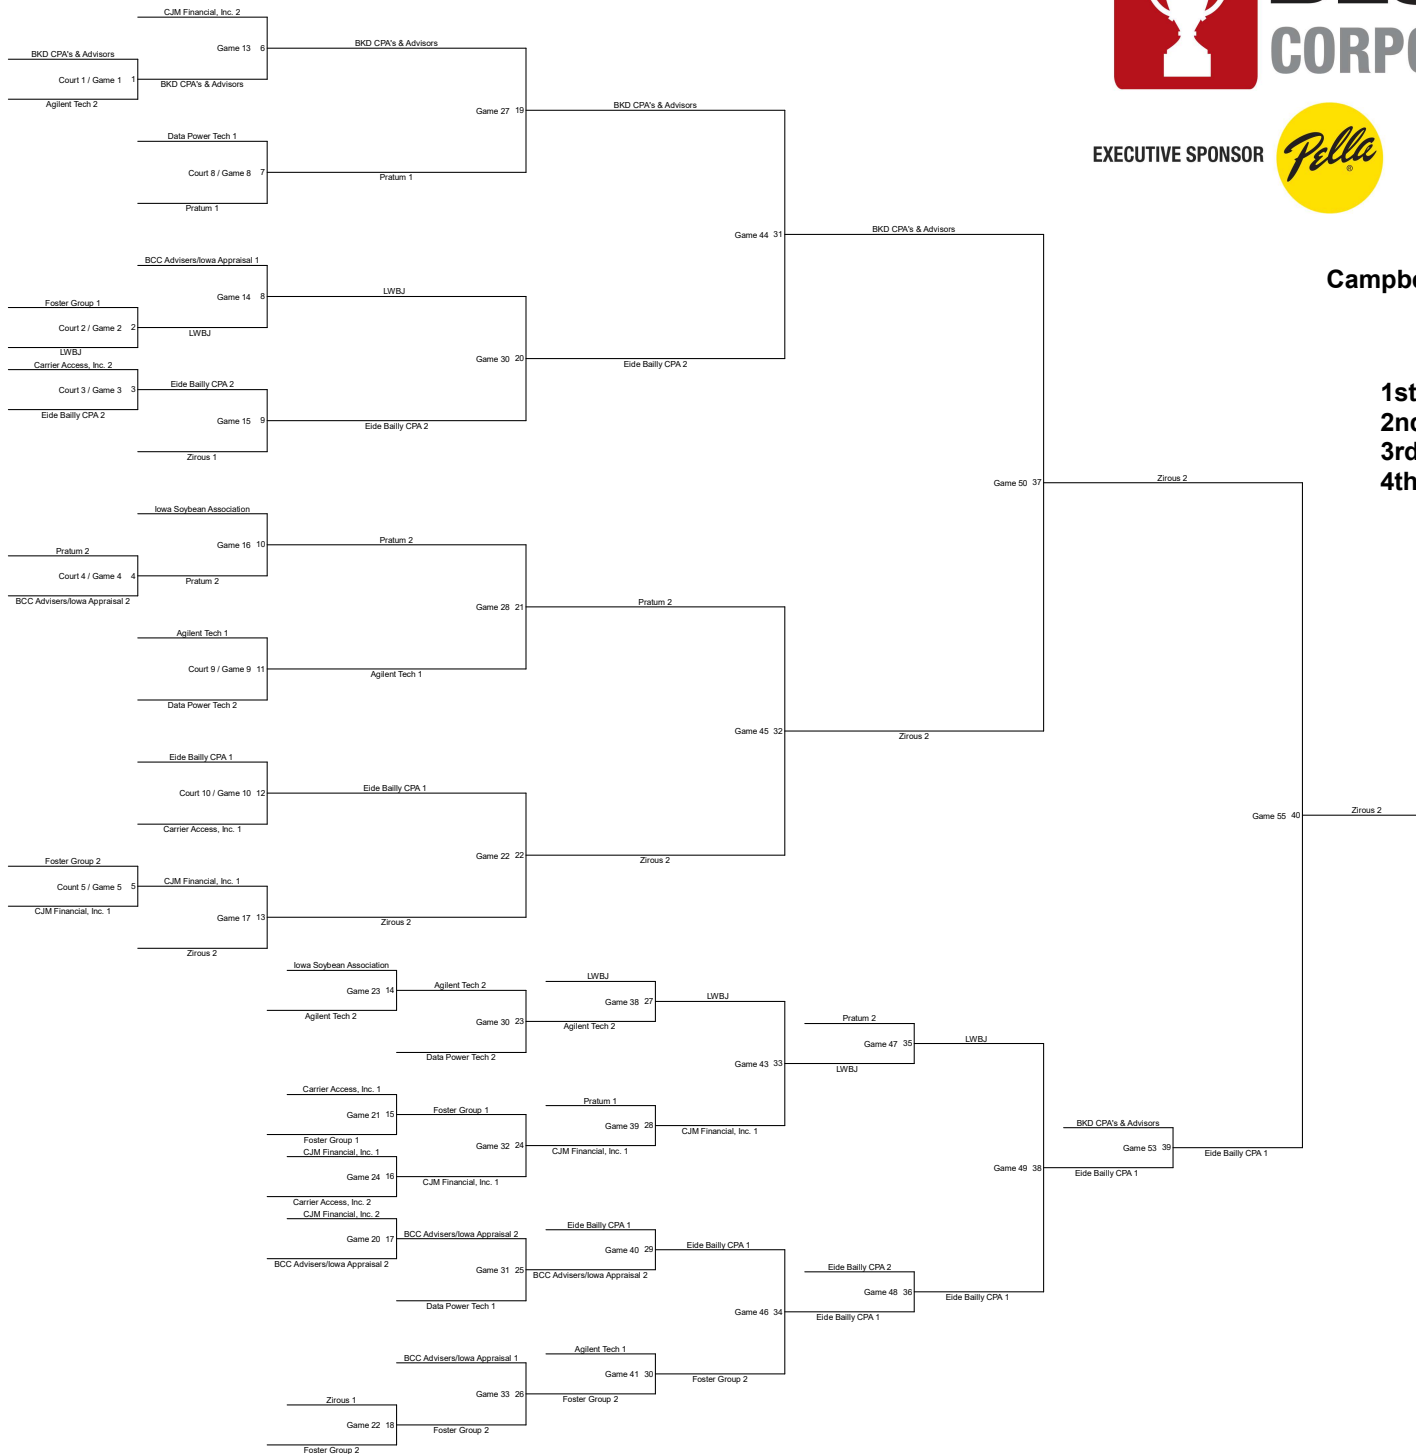 CORPO
EXECUTIVE SPONSOR
Pella
®
Campbe
1st
2nd
3rd
4th
CJM Financial, Inc. 2
Game 13 6
BKD CPA's & Advisors
BKD CPA's & Advisors
Court 1 / Game 1 1
BKD CPA's & Advisors
Agilent Tech 2
Game 27 19
BKD CPA's & Advisors
Data Power Tech 1
Court 8 / Game 8 7
Pratum 1
Pratum 1
Game 44 31
BKD CPA's & Advisors
BCC Advisers/Iowa Appraisal 1
Game 14 8
LWBJ
Foster Group 1
Court 2 / Game 2 2
LWBJ
LWBJ
Game 30 20
Eide Bailly CPA 2
Carrier Access, Inc. 2
Court 3 / Game 3 3
Eide Bailly CPA 2
Eide Bailly CPA 2
Game 15 9
Eide Bailly CPA 2
Zirous 1
Game 50 37
Zirous 2
Iowa Soybean Association
Game 16 10
Pratum 2
Pratum 2
Court 4 / Game 4 4
Pratum 2
BCC Advisers/Iowa Appraisal 2
Game 28 21
Pratum 2
Agilent Tech 1
Court 9 / Game 9 11
Agilent Tech 1
Data Power Tech 2
Game 45 32
Zirous 2
Eide Bailly CPA 1
Court 10 / Game 10 12
Eide Bailly CPA 1
Carrier Access, Inc. 1
Game 22 22
Zirous 2
Foster Group 2
Count 5 / Game 5 5
CJM Financial, Inc. 1
CJM Financial, Inc. 1
Game 17 13
Zirous 2
Zirous 2
Game 55 40
Zirous 2
Iowa Soybean Association
Game 23 14
Agilent Tech 2
Agilent Tech 2
Game 30 23
Agilent Tech 2
Data Power Tech 2
LWBJ
Game 38 27
LWBJ
Game 43 33
LWBJ
Pratum 2
Game 47 35
LWBJ
Carrier Access, Inc. 1
Game 21 15
Foster Group 1
Foster Group 1
Game 32 24
CJM Financial, Inc. 1
CJM Financial, Inc. 1
Game 24 16
CJM Financial, Inc. 1
Carrier Access, Inc. 2
Pratum 1
Game 39 28
CJM Financial, Inc. 1
BKD CPA's & Advisors
Game 53 39
Eide Bailly CPA 1
Game 49 38
Eide Bailly CPA 1
CJM Financial, Inc. 2
Game 20 17
BCC Advisers/Iowa Appraisal 2
BCC Advisers/Iowa Appraisal 2
Game 31 25
BCC Advisers/Iowa Appraisal 2
Data Power Tech 1
Eide Bailly CPA 1
Game 40 29
Eide Bailly CPA 1
Eide Bailly CPA 2
Game 48 36
Eide Bailly CPA 1
Game 46 34
Eide Bailly CPA 1
BCC Advisers/Iowa Appraisal 1
Game 33 26
Foster Group 2
Agilent Tech 1
Game 41 30
Foster Group 2
Zirous 1
Game 22 18
Foster Group 2
Foster Group 2